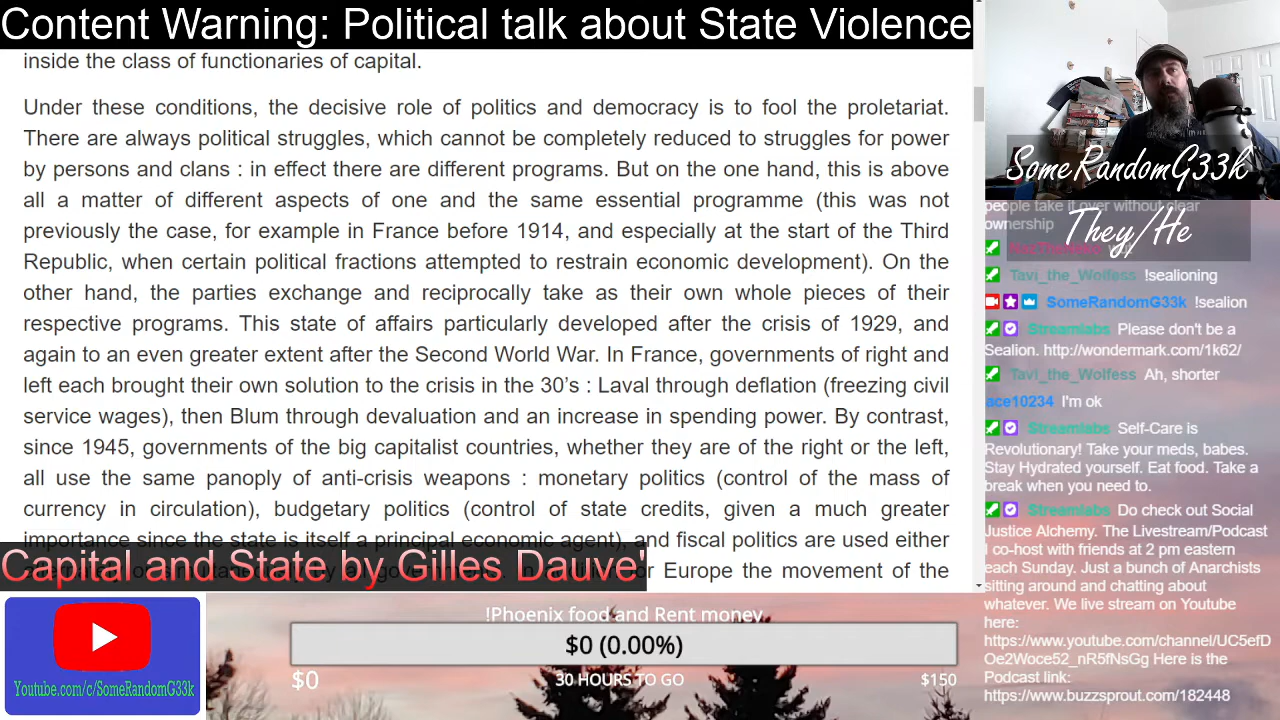 Content Warning: Political talk about State Violence
inside the class of functionaries of capital.
Under these conditions, the decisive role of politics and democracy is to fool the proletariat.
There are always political struggles, which cannot be completely reduced to struggles for power
by persons and clans : in effect there are different programs. But on the one hand, this is above
all a matter of different aspects of one and the same essential programme (this was not
previously the case, for example in France before 1914, and especially at the start of the Third
Republic, when certain political fractions attempted to restrain economic development). On the
other hand, the parties exchange and reciprocally take as their own whole pieces of their
respective programs. This state of affairs particularly developed after the crisis of 1929, and
again to an even greater extent after the Second World War. In France, governments of right and
left each brought their own solution to the crisis in the 30's : Laval through deflation (freezing civil
service wages), then Blum through devaluation and an increase in spending power. By contrast,
since 1945, governments of the big capitalist countries, whether they are of the right or the left,
all use the same panoply of anti-crisis weapons : monetary politics (control of the mass of
currency in circulation), budgetary politics (control of state credits, given a much greater
importance since the state is itself a principal economic agent), and fiscal politics are used either
Europe the movement of the
Capital and State by Gilles Dauve'
Youtube.com/c/SomeRandomG33k
!Phoenix food and Rent money
$0 (0.00%)
$0
30 HOURS TO GO
$150
SomeRandomG33k
They/He
people take it over without clear
ownership
Tavi_the_Wolfess !sealioning
SomeRandomG33k !sealion
Streamlabs Please don't be a
Sealion. http://wondermark.com/1k62/
Tavi_the_Wolfess Ah, shorter
ace10234 I'm ok
Streamlabs Self-Care is
Revolutionary! Take your meds, babes.
Stay Hydrated yourself. Eat food. Take a
break when you need to.
Streamlabs Do check out Social
Justice Alchemy. The Livestream/Podcast
I co-host with friends at 2 pm eastern
each Sunday. Just a bunch of Anarchists
sitting around and chatting about
whatever. We live stream on Youtube
here:
https://www.youtube.com/channel/UC5efD
Oe2Woce52_nR5fNsGg Here is the
Podcast link:
https://www.buzzsprout.com/182448